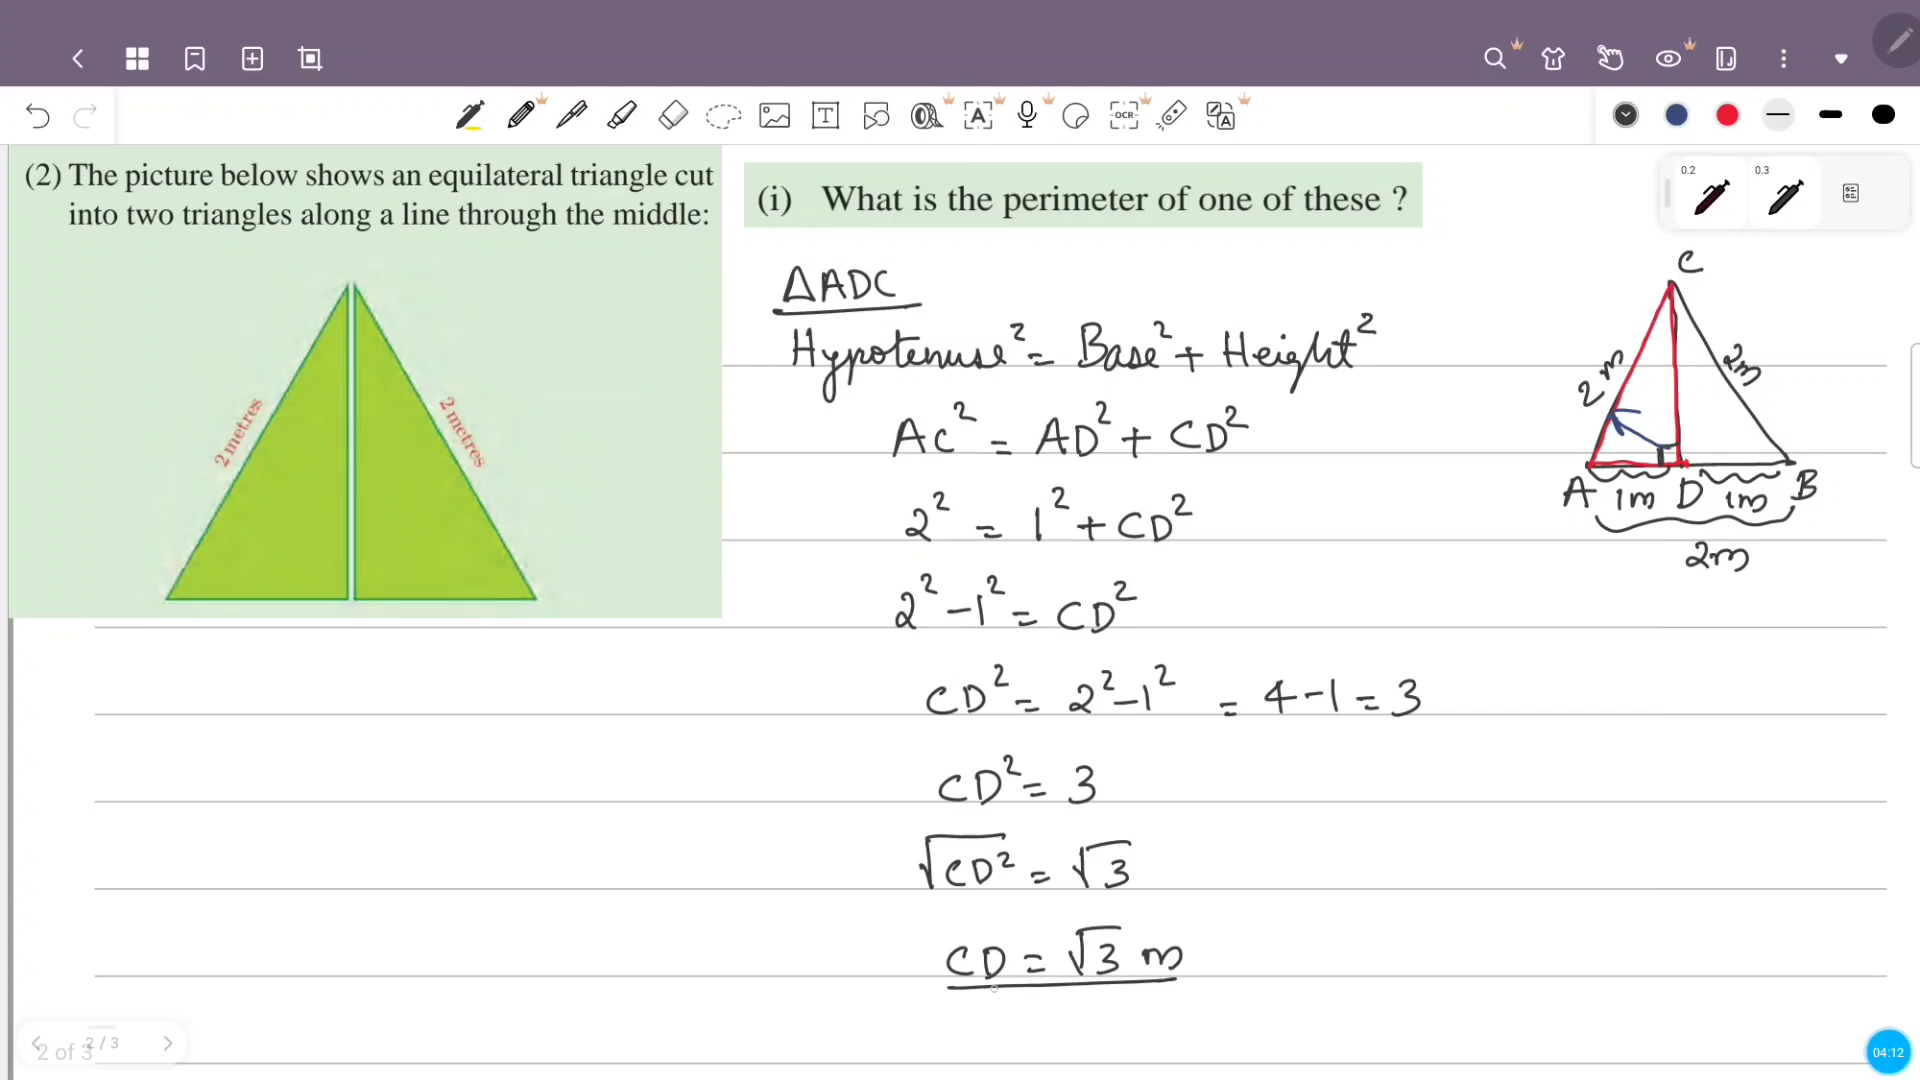 0.2
0.3
(2) The picture below shows an equilateral triangle cut
into two triangles along a line through the middle:
2 metres
2 metres
(i) What is the perimeter of one of these ?
△ADC
Hypotenuse² = Base² + Height²
AC² = AD² + CD²
2² = 1² + CD²
2² - 1² = CD²
CD² = 2² - 1² = 4 - 1 = 3
CD² = 3
√CD² = √3
CD = √3 m
C
2 m
2m
A 1m D 1m B
2m
2 / 3
2 of 3
04:12